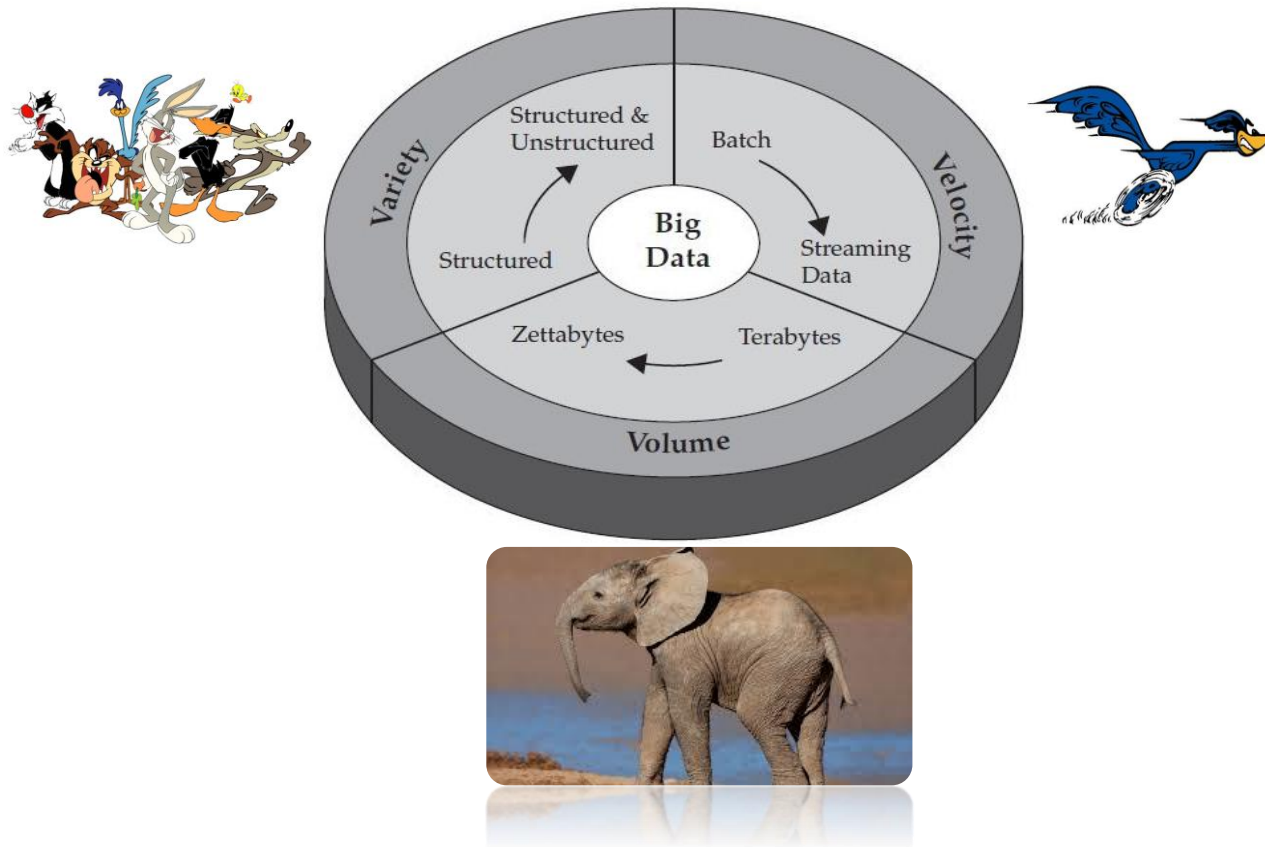 Structured &
Unstructured
Batch
Variety
Velocity
Big
Data
Structured
Streaming
Data
Zettabytes
Terabytes
Volume